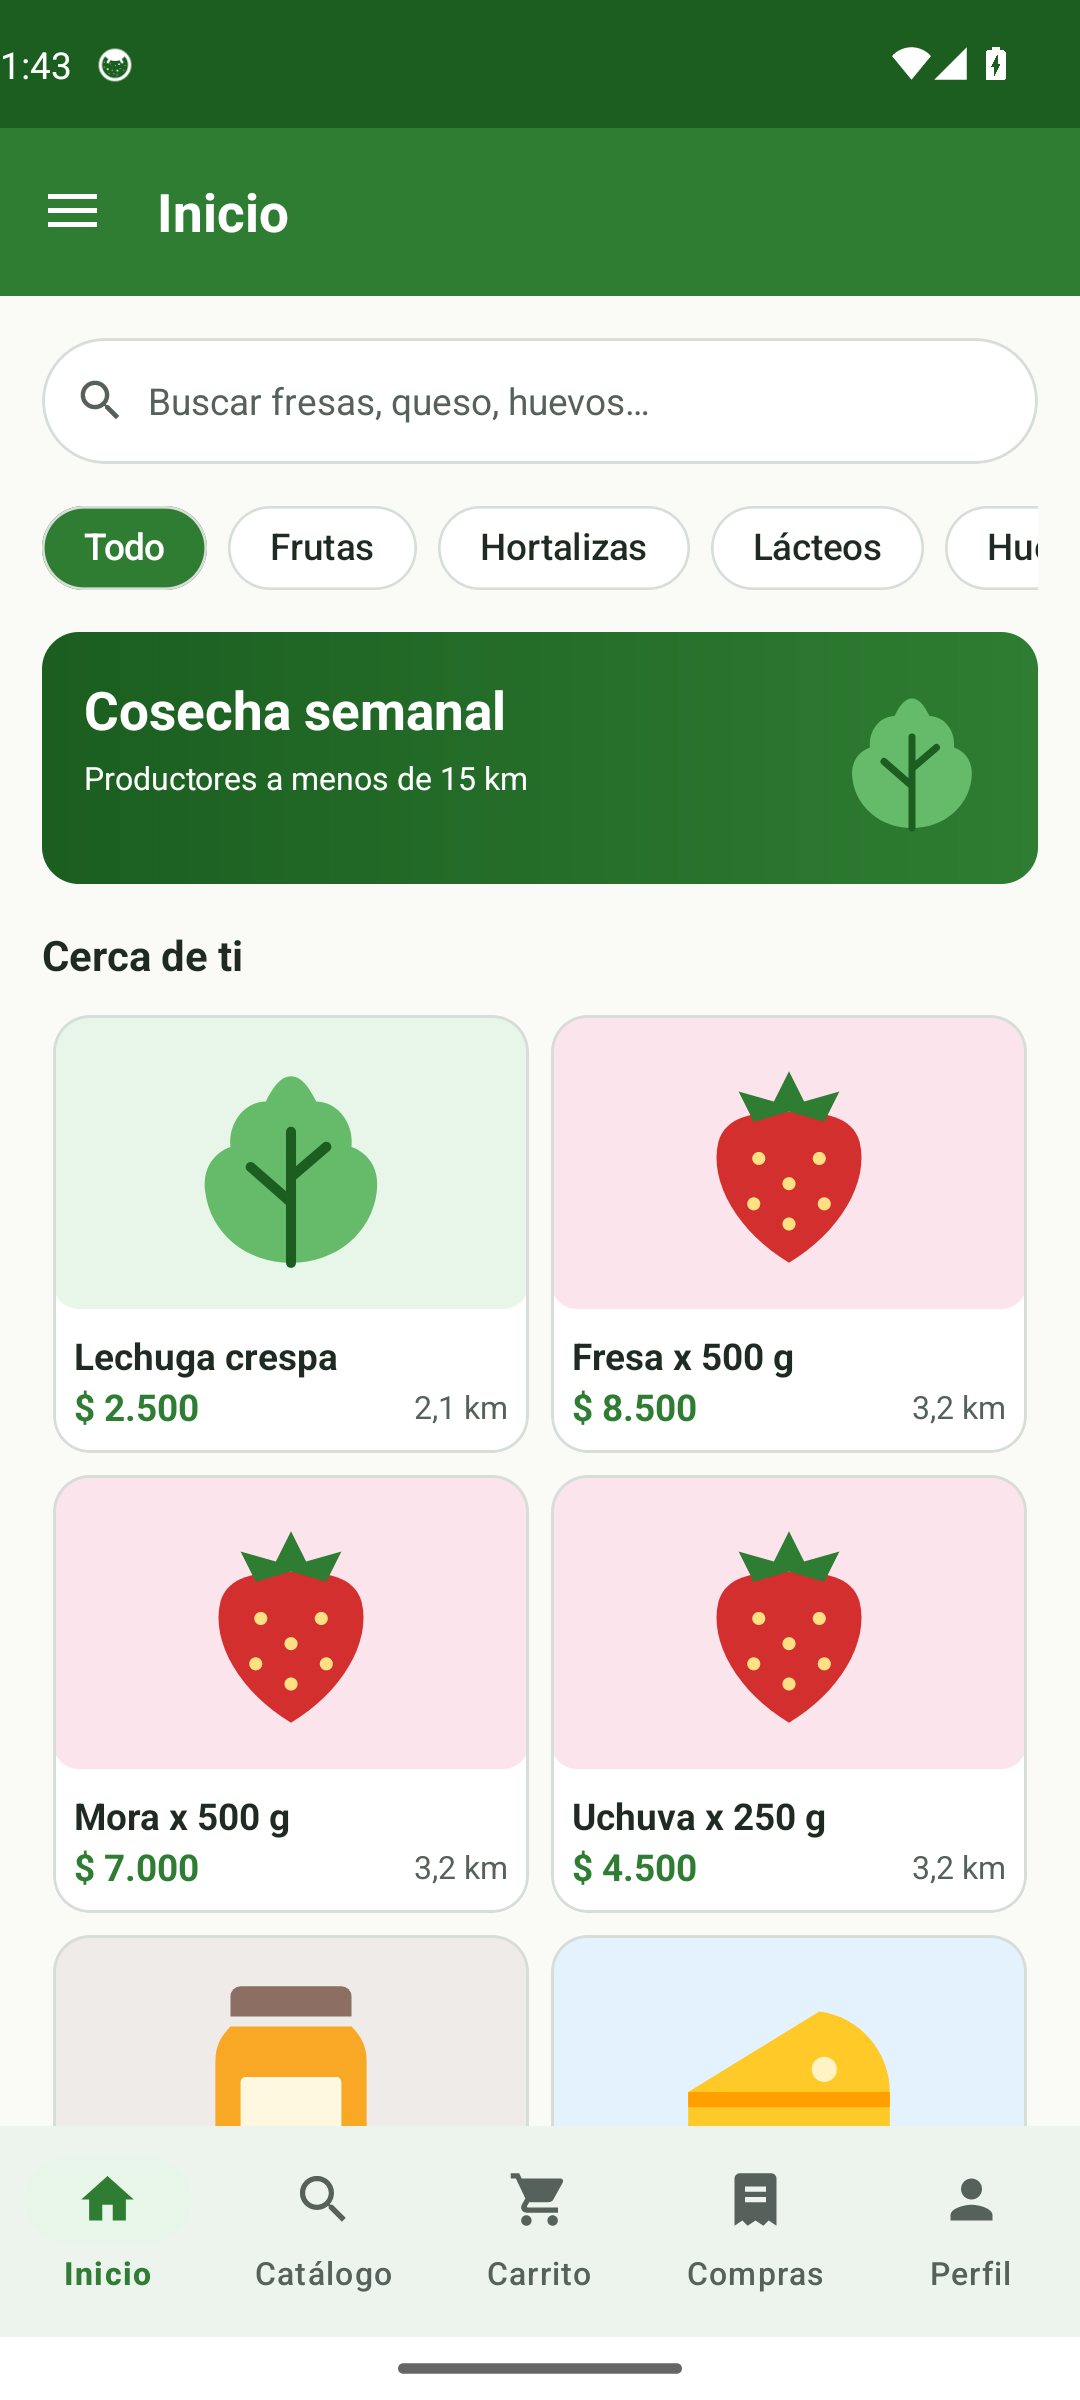 1:43
Inicio
Buscar fresas, queso, huevos...
Todo
Frutas
Hortalizas
Lácteos
Cosecha semanal
Productores a menos de 15 km
Cerca de ti
Lechuga crespa
$ 2.500
2,1 km
Fresa x 500 g
$ 8.500
3,2 km
Mora x 500 g
$ 7.000
3,2 km
Uchuva x 250 g
$ 4.500
3,2 km
Inicio
Catálogo
Carrito
Compras
Perfil